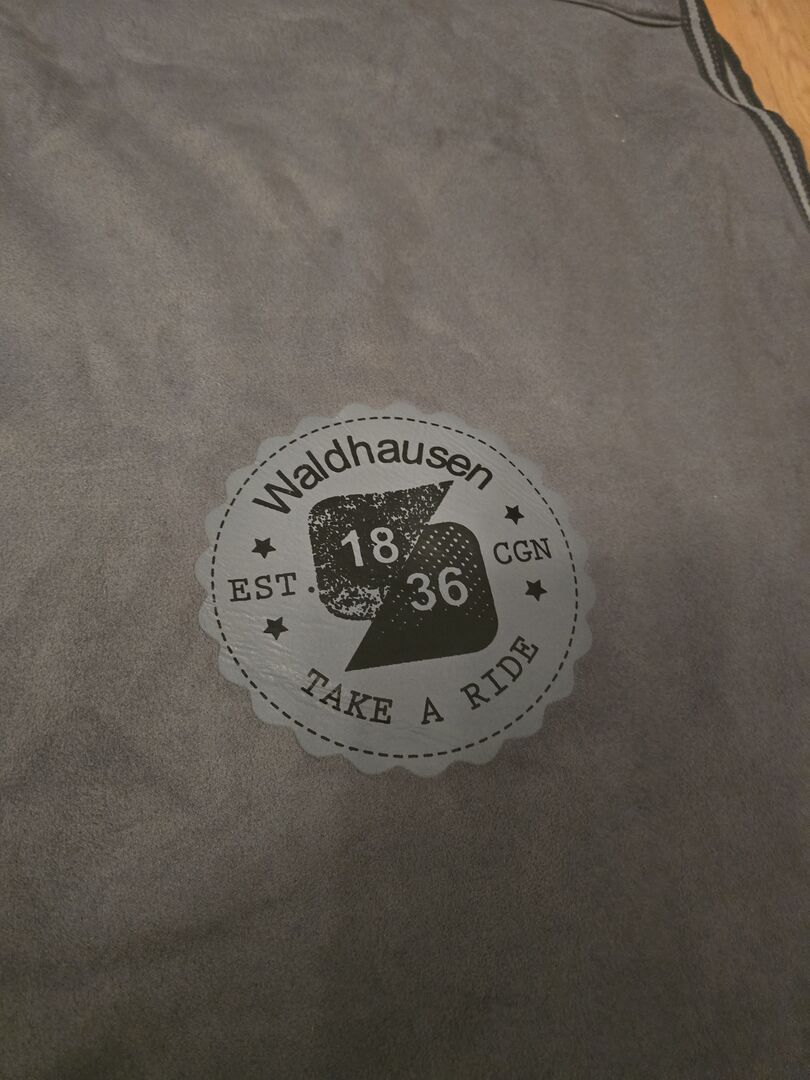 Waldhausen
18
36
EST.
CGN
TAKE A RIDE